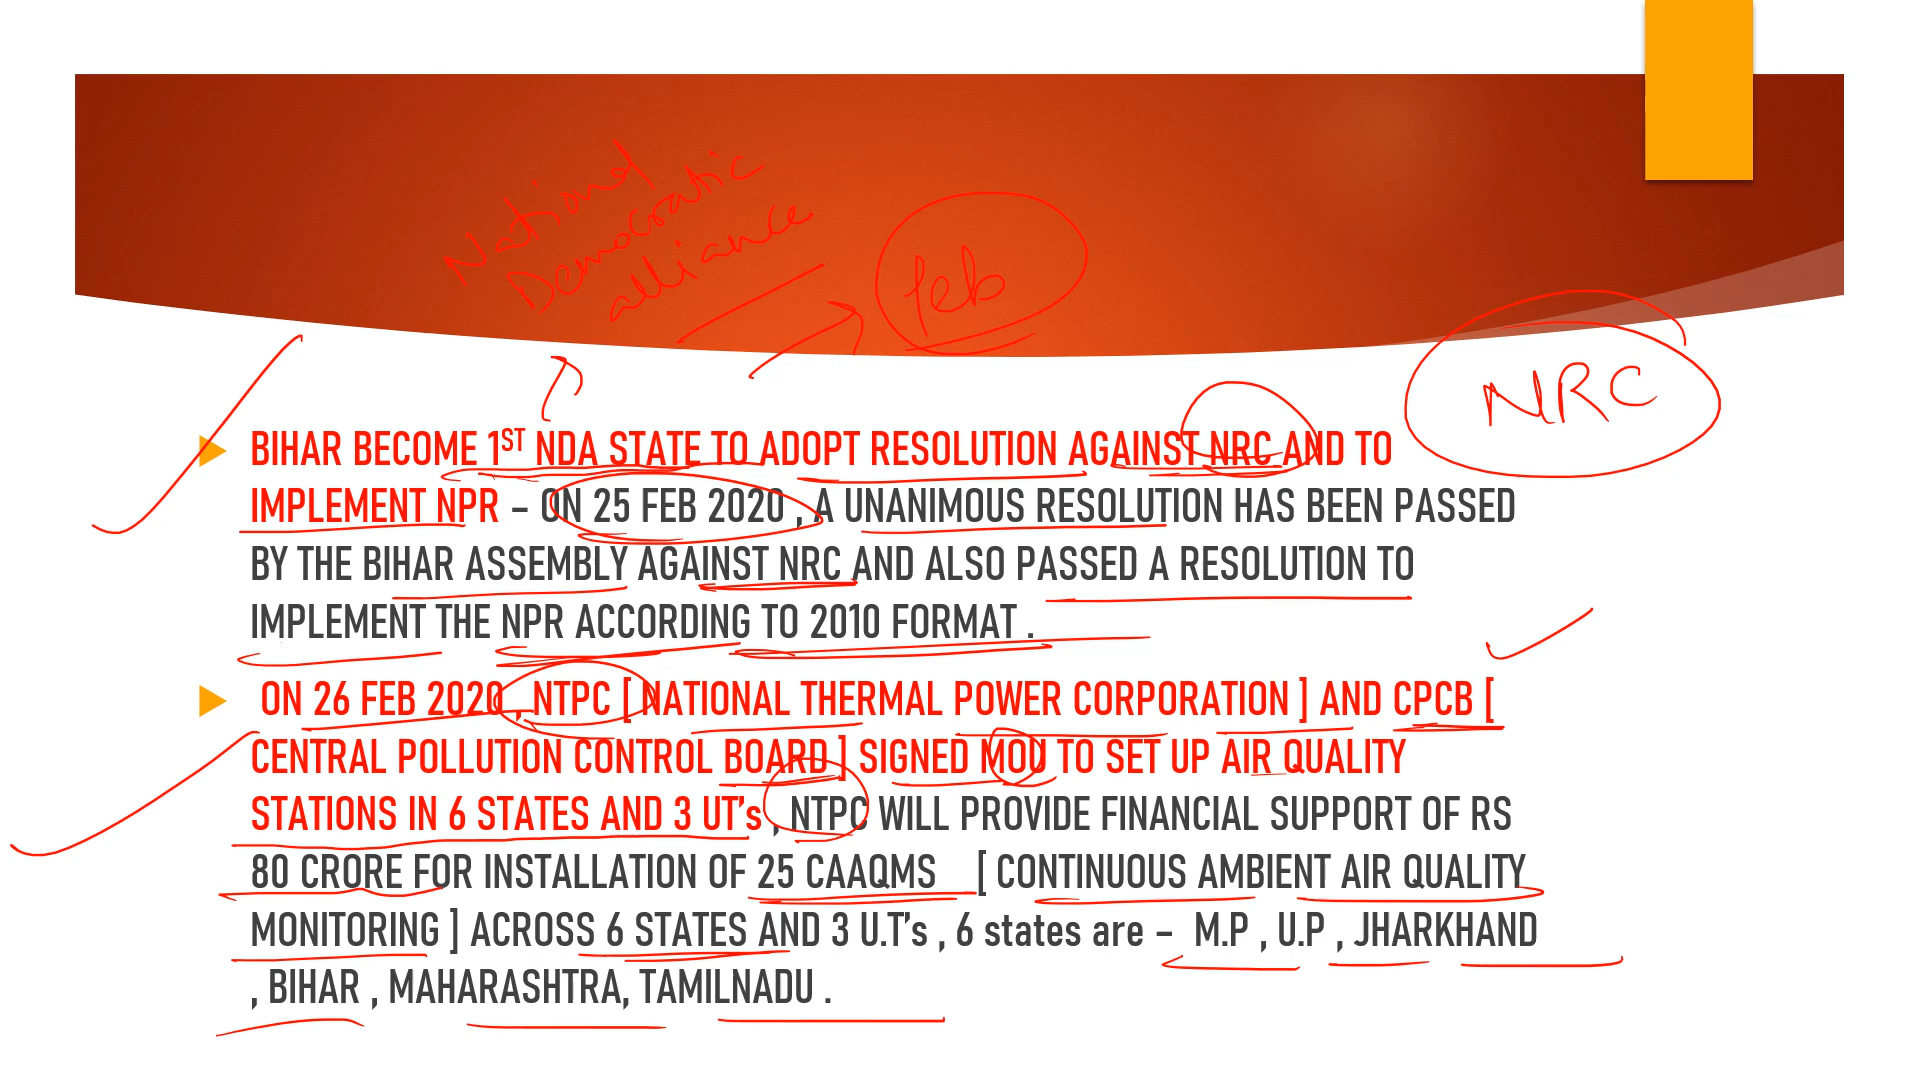 National
Democratic
alliance
feb
NRC
BIHAR BECOME 1ST NDA STATE TO ADOPT RESOLUTION AGAINST NRC AND TO
IMPLEMENT NPR – ON 25 FEB 2020 , A UNANIMOUS RESOLUTION HAS BEEN PASSED
BY THE BIHAR ASSEMBLY AGAINST NRC AND ALSO PASSED A RESOLUTION TO
IMPLEMENT THE NPR ACCORDING TO 2010 FORMAT .
ON 26 FEB 2020 , NTPC [ NATIONAL THERMAL POWER CORPORATION ] AND CPCB [
CENTRAL POLLUTION CONTROL BOARD ] SIGNED MOU TO SET UP AIR QUALITY
STATIONS IN 6 STATES AND 3 UT’s , NTPC WILL PROVIDE FINANCIAL SUPPORT OF RS
80 CRORE FOR INSTALLATION OF 25 CAAQMS [ CONTINUOUS AMBIENT AIR QUALITY
MONITORING ] ACROSS 6 STATES AND 3 U.T’s , 6 states are – M.P , U.P , JHARKHAND
, BIHAR , MAHARASHTRA, TAMILNADU .